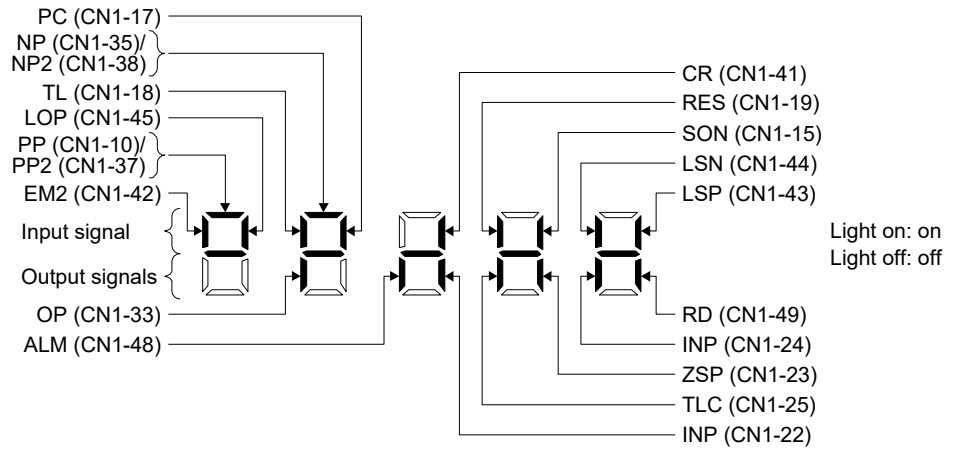 PC (CN1-17)
NP (CN1-35)/
NP2 (CN1-38)
TL (CN1-18)
LOP (CN1-45)
PP (CN1-10)/
PP2 (CN1-37)
EM2 (CN1-42)
Input signal
Output signals
OP (CN1-33)
ALM (CN1-48)
CR (CN1-41)
RES (CN1-19)
SON (CN1-15)
LSN (CN1-44)
LSP (CN1-43)
RD (CN1-49)
INP (CN1-24)
ZSP (CN1-23)
TLC (CN1-25)
INP (CN1-22)
Light on: on
Light off: off